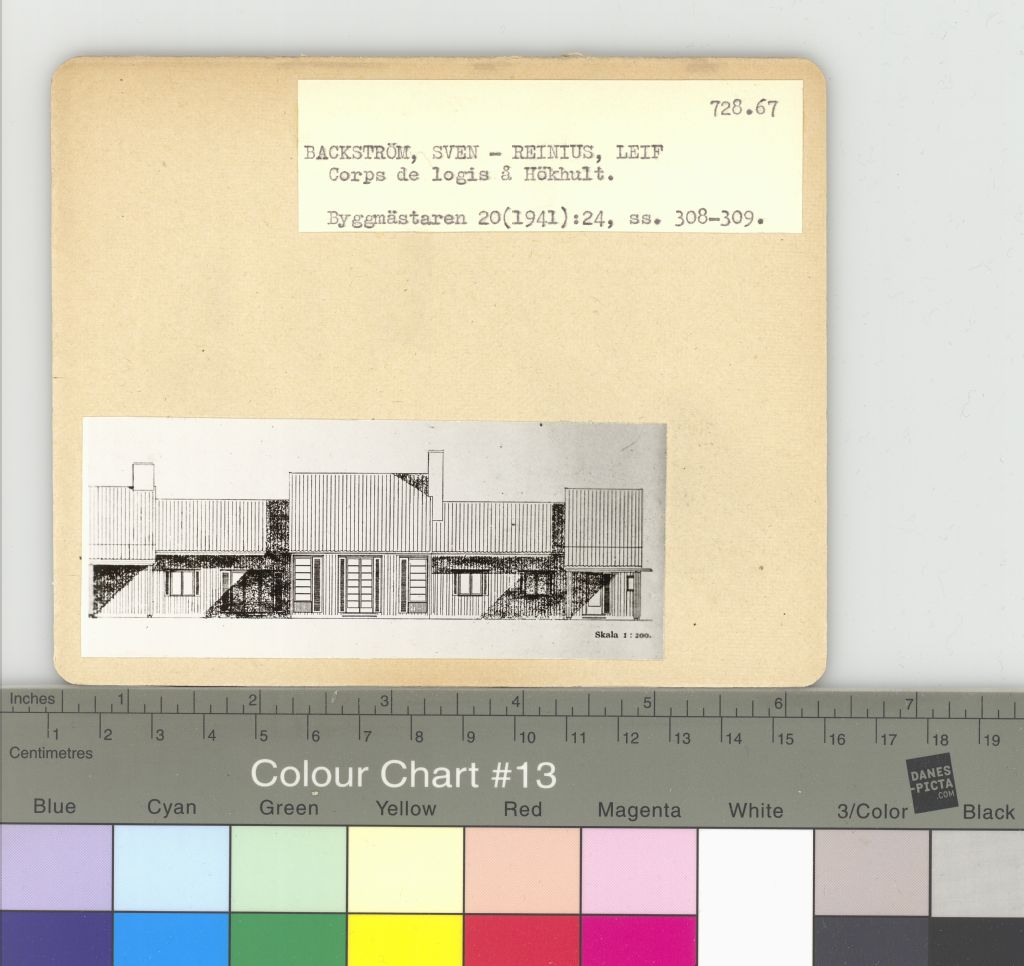 728.67
BACKSTRÖM, SVEN - REINIUS, LEIF
Corps de logis å Hökhult.
Byggmästaren 20(1941):24, ss. 308-309.
Skala 1 : 200.
Inches 1 2 3 4 5 6 7
1 2 3 4 5 6 7 8 9 10 11 12 13 14 15 16 17 18 19
Centimetres
Colour Chart #13
DANES
-PICTA
.COM
Blue Cyan Green Yellow Red Magenta White 3/Color Black